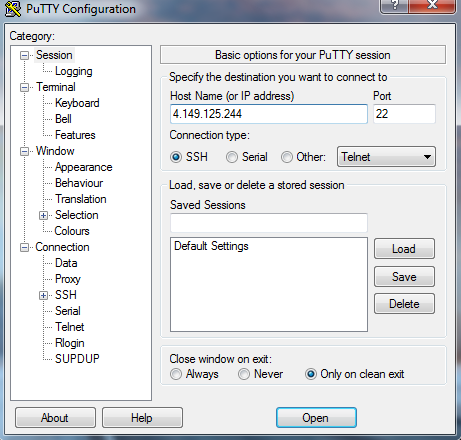 PuTTY Configuration
?
Category:
Session
Logging
Terminal
Keyboard
Bell
Features
Window
Appearance
Behaviour
Translation
Selection
Colours
Connection
Data
Proxy
SSH
Serial
Telnet
Rlogin
SUPDUP
Basic options for your PuTTY session
Specify the destination you want to connect to
Host Name (or IP address) Port
4.149.125.244 22
Connection type:
SSH Serial Other: Telnet
Load, save or delete a stored session
Saved Sessions
Default Settings
Load
Save
Delete
Close window on exit:
Always Never Only on clean exit
About Help Open